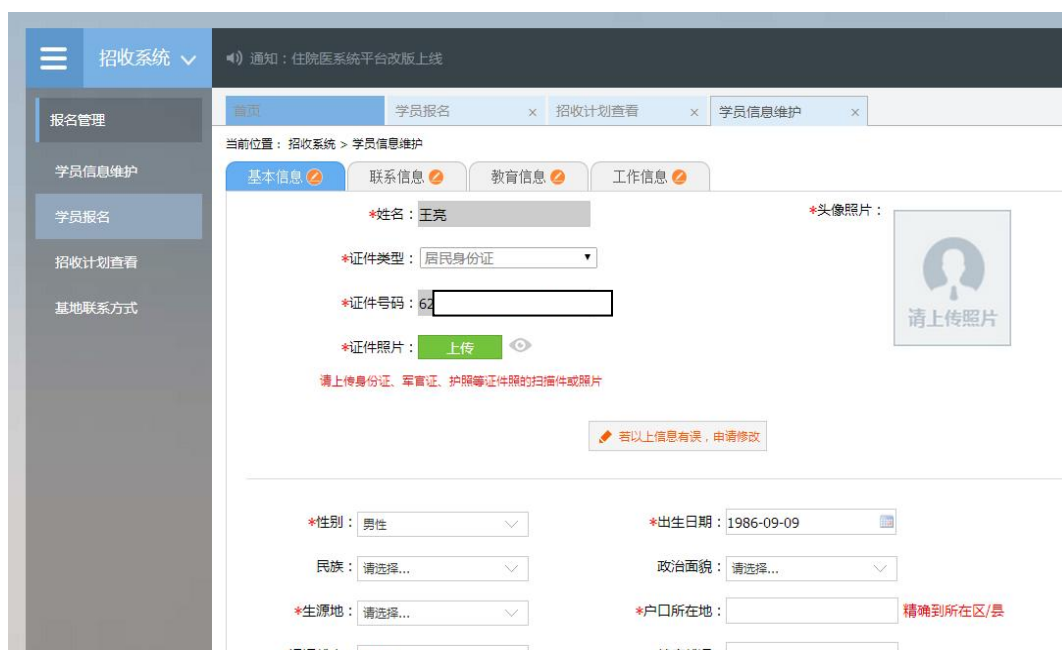 招收系统
通知：住院医系统平台改版上线
报名管理
学员信息维护
学员报名
招收计划查看
基地联系方式
首页 学员报名 × 招收计划查看 × 学员信息维护 ×
当前位置： 招收系统 > 学员信息维护
基本信息 联系信息 教育信息 工作信息
*姓名：王亮
*头像照片：
*证件类型：居民身份证
*证件号码：62
请上传照片
*证件照片：上传
请上传身份证、军官证、护照等证件照的扫描件或照片
若以上信息有误，申请修改
*性别：男性 *出生日期：1986-09-09
民族：请选择... 政治面貌：请选择...
*生源地：请选择... *户口所在地： 精确到所在区/县